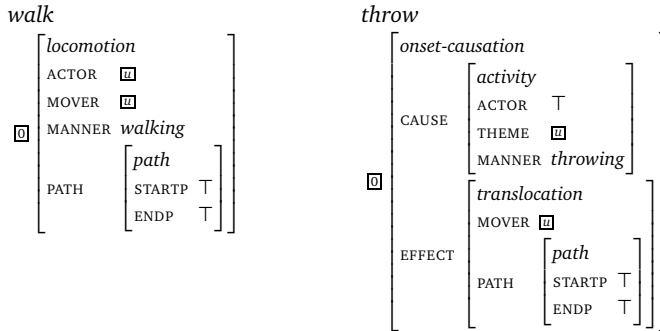 walk
locomotion
ACTOR u
MOVER u
0 MANNER walking
path
PATH STARTP ⊤
ENDP ⊤
throw
onset-causation
activity
ACTOR ⊤
CAUSE THEME u
MANNER throwing
0
translocation
MOVER u
EFFECT path
PATH STARTP ⊤
ENDP ⊤